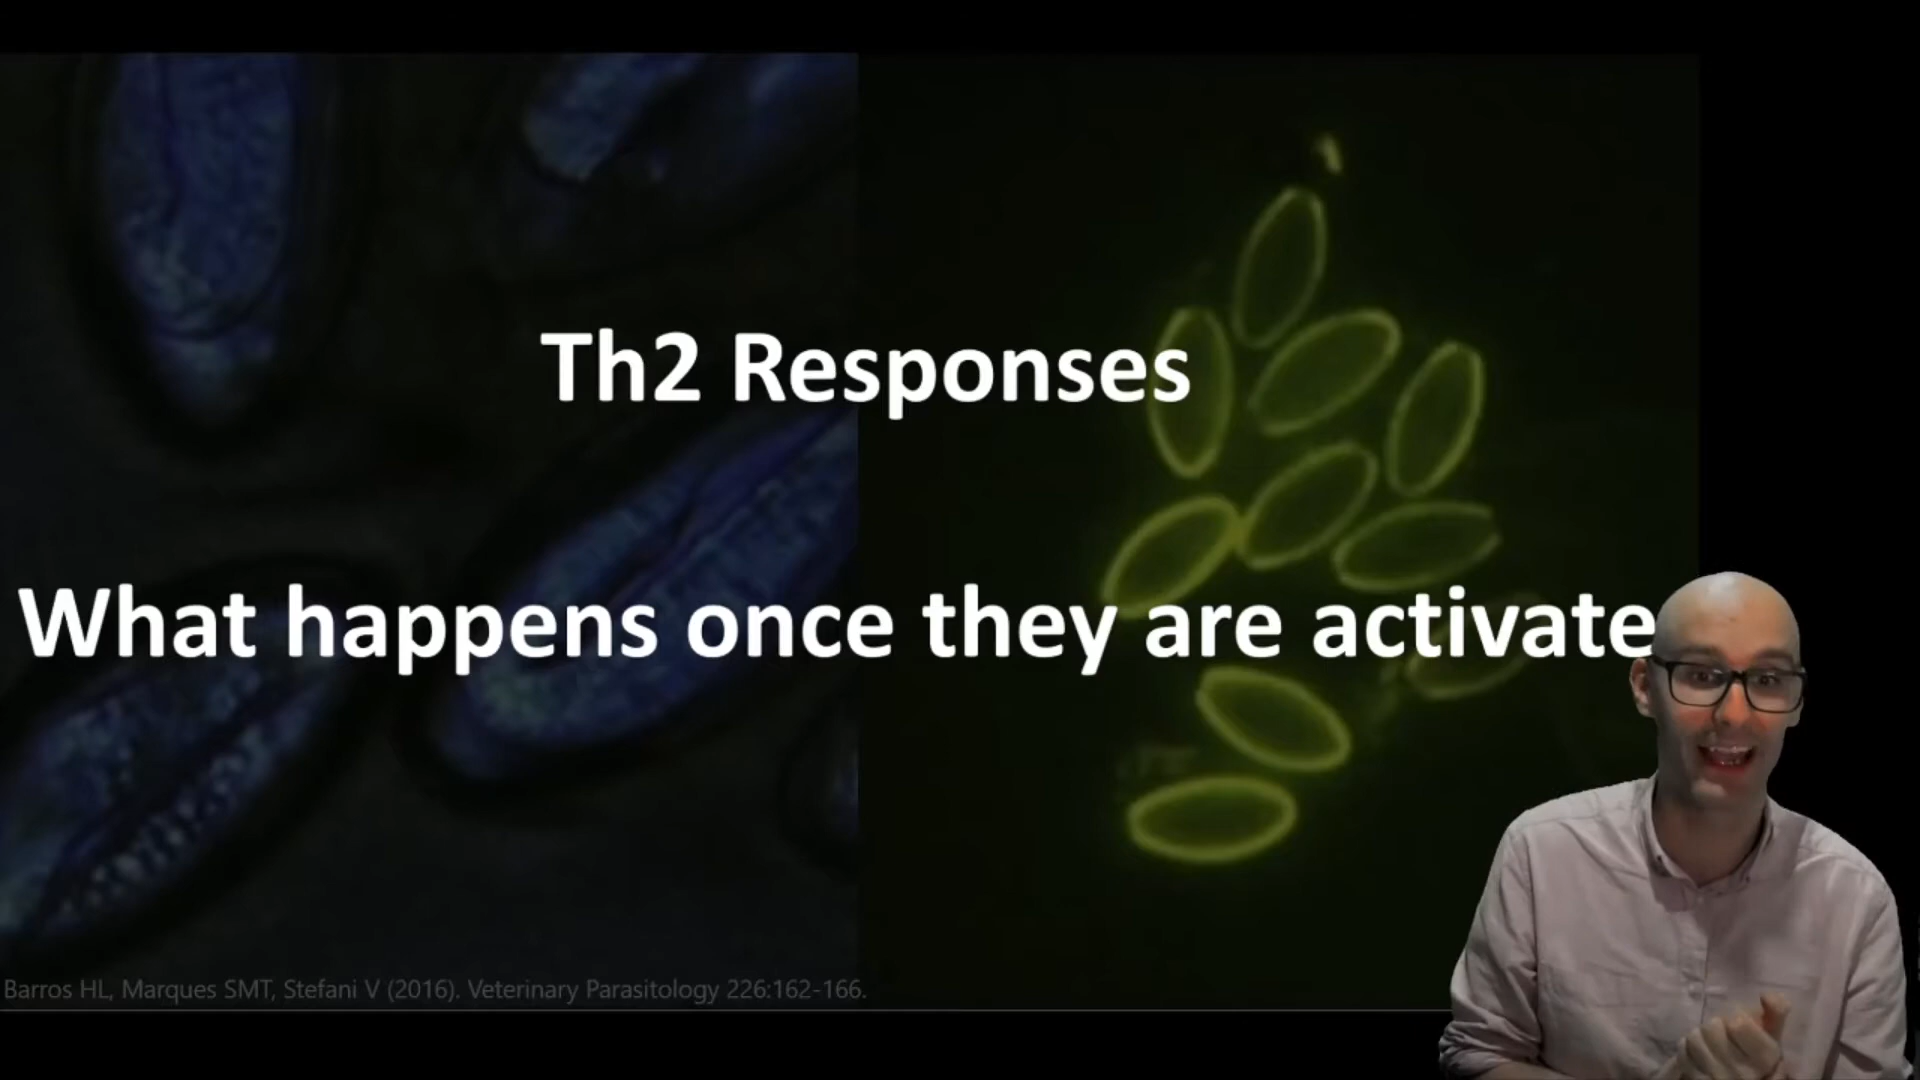 Th2 Responses
What happens once they are activate
Barros HL, Marques SMT, Stefani V (2016). Veterinary Parasitology 226:162-166.